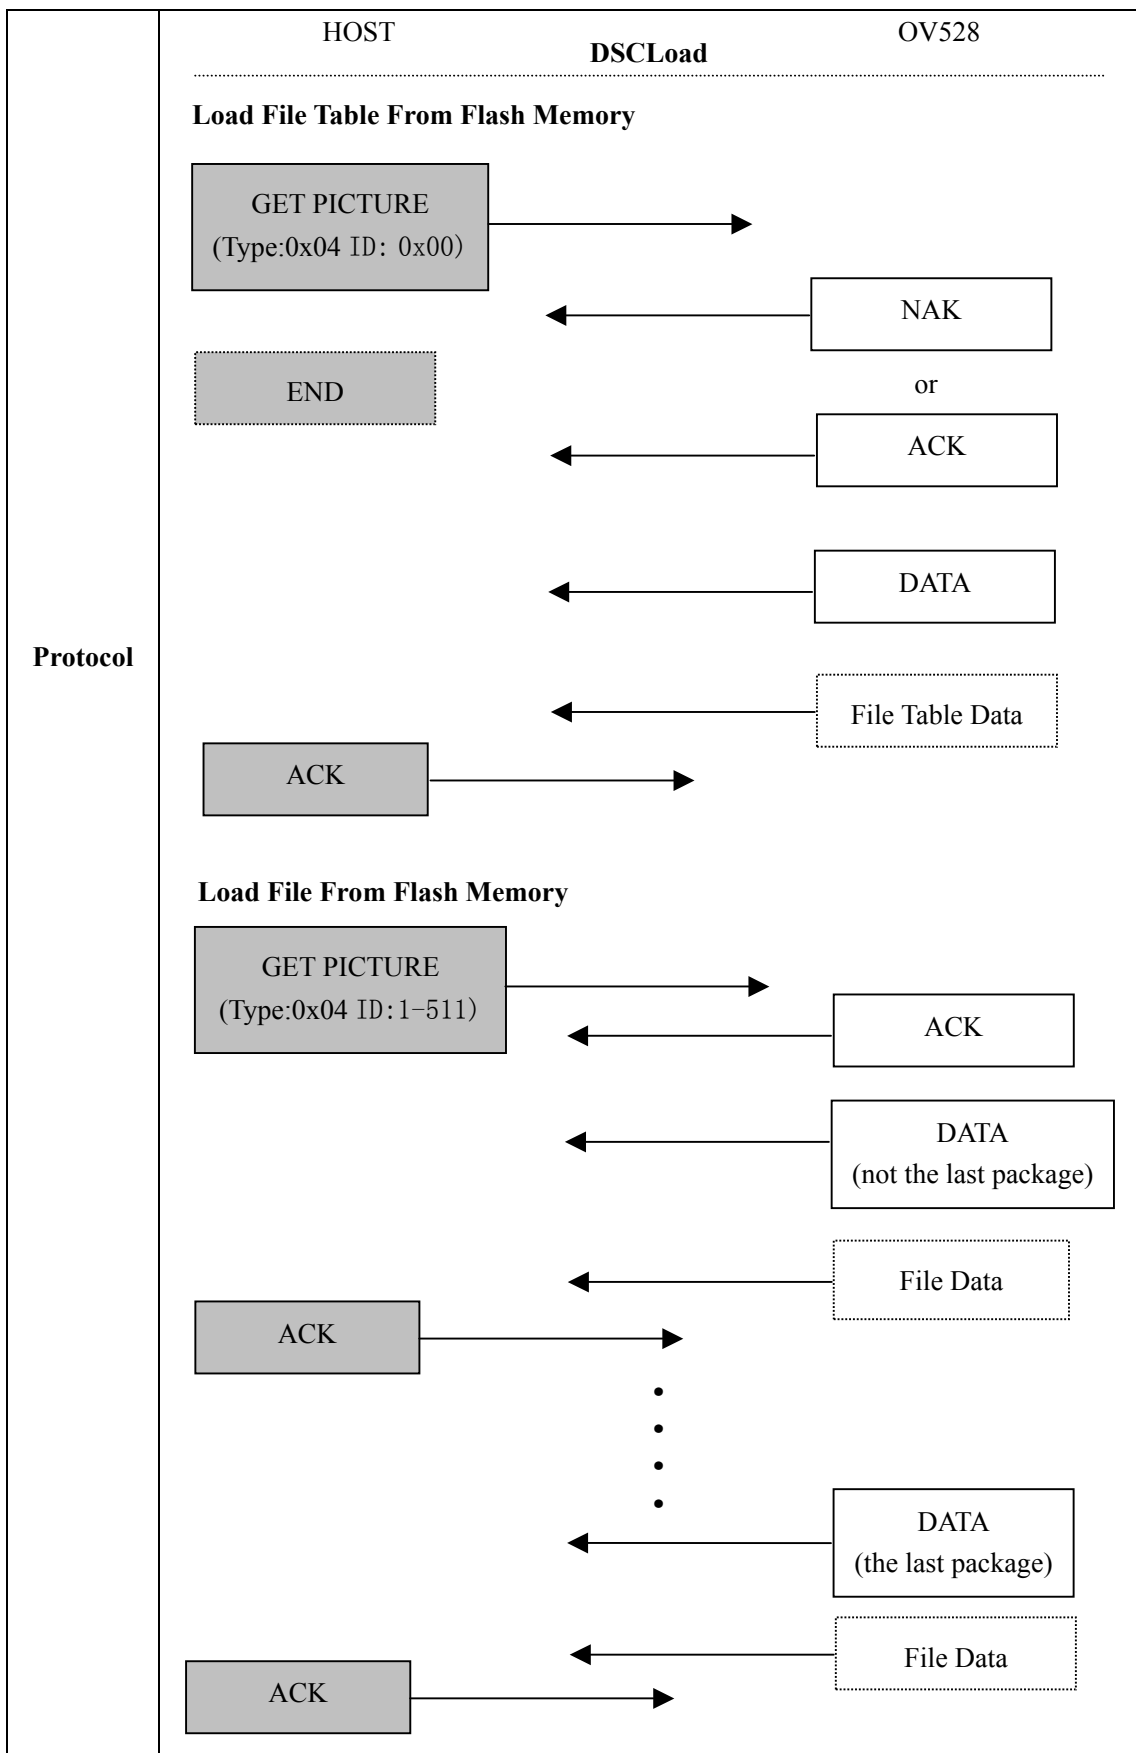 HOST OV528
DSCLoad
Load File Table From Flash Memory
GET PICTURE
(Type:0x04 ID: 0x00)
NAK
END
or
ACK
DATA
Protocol
File Table Data
ACK
Load File From Flash Memory
GET PICTURE
(Type:0x04 ID:1-511)
ACK
DATA
(not the last package)
File Data
ACK
DATA
(the last package)
File Data
ACK